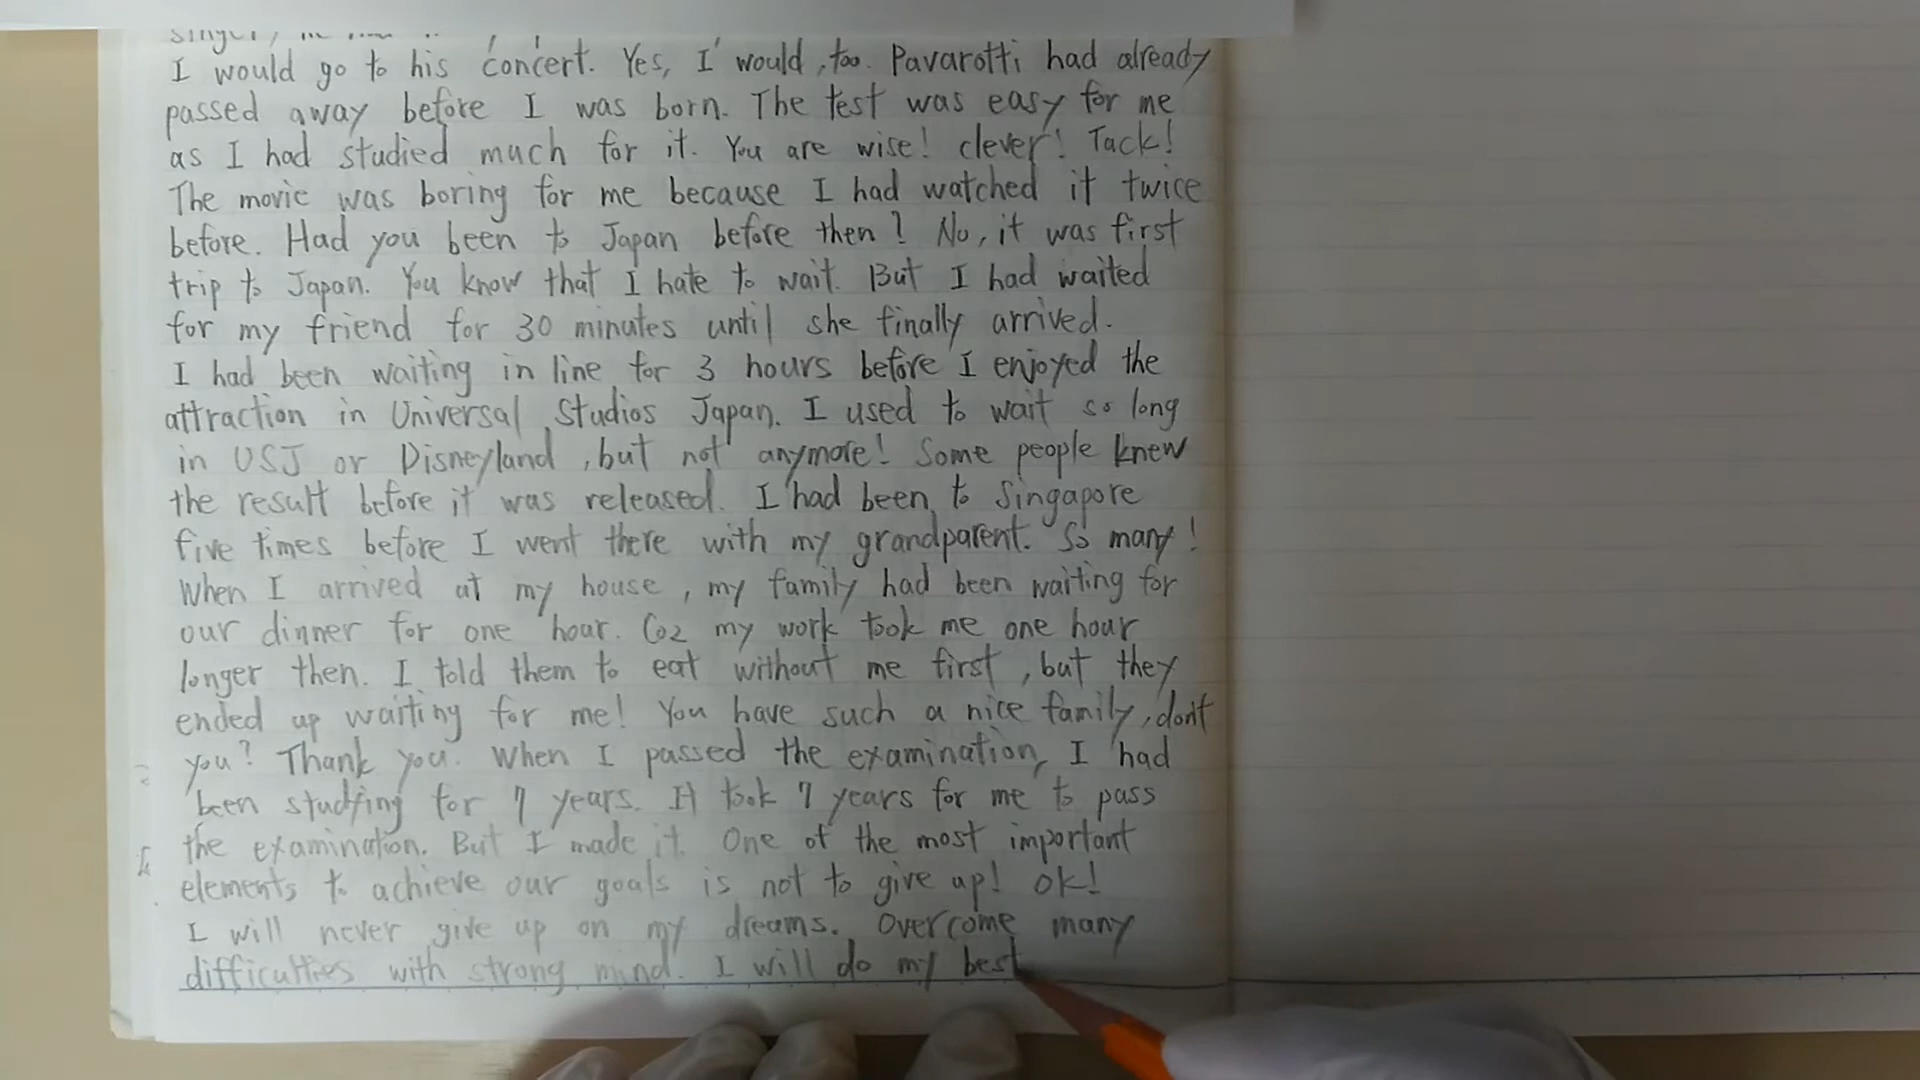 singer,
I would go to his concert. Yes, I would, too. Pavarotti had already
passed away before I was born. The test was easy for me
as I had studied much for it. You are wise! clever! Tack!
The movie was boring for me because I had watched it twice
before. Had you been to Japan before then? No, it was first
trip to Japan. You know that I hate to wait. But I had waited
for my friend for 30 minutes until she finally arrived.
I had been waiting in line for 3 hours before I enjoyed the
attraction in Universal Studios Japan. I used to wait so long
in USJ or Disneyland, but not anymore! Some people knew
the result before it was released. I had been to Singapore
five times before I went there with my grandparent. So many!
When I arrived at my house, my family had been waiting for
our dinner for one hour. Coz my work took me one hour
longer then. I told them to eat without me first, but they
ended up waiting for me! You have such a nice family, don't
you? Thank you. When I passed the examination, I had
been studying for 7 years. It took 7 years for me to pass
the examination. But I made it. One of the most important
elements to achieve our goals is not to give up! OK!
I will never give up on my dreams. Overcome many
difficulties with strong mind. I will do my best